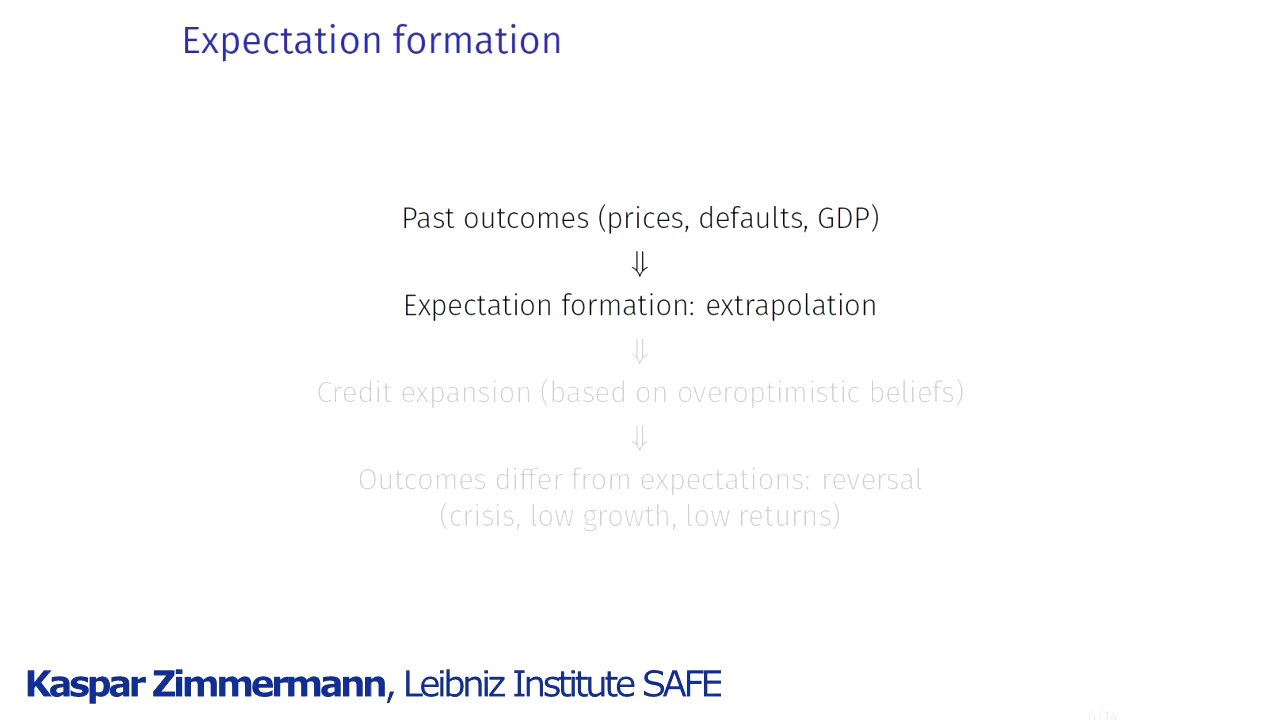 Expectation formation
Past outcomes (prices, defaults, GDP)
⇓
Expectation formation: extrapolation
⇓
Credit expansion (based on overoptimistic beliefs)
⇓
Outcomes differ from expectations: reversal
(crisis, low growth, low returns)
Kaspar Zimmermann, Leibniz Institute SAFE